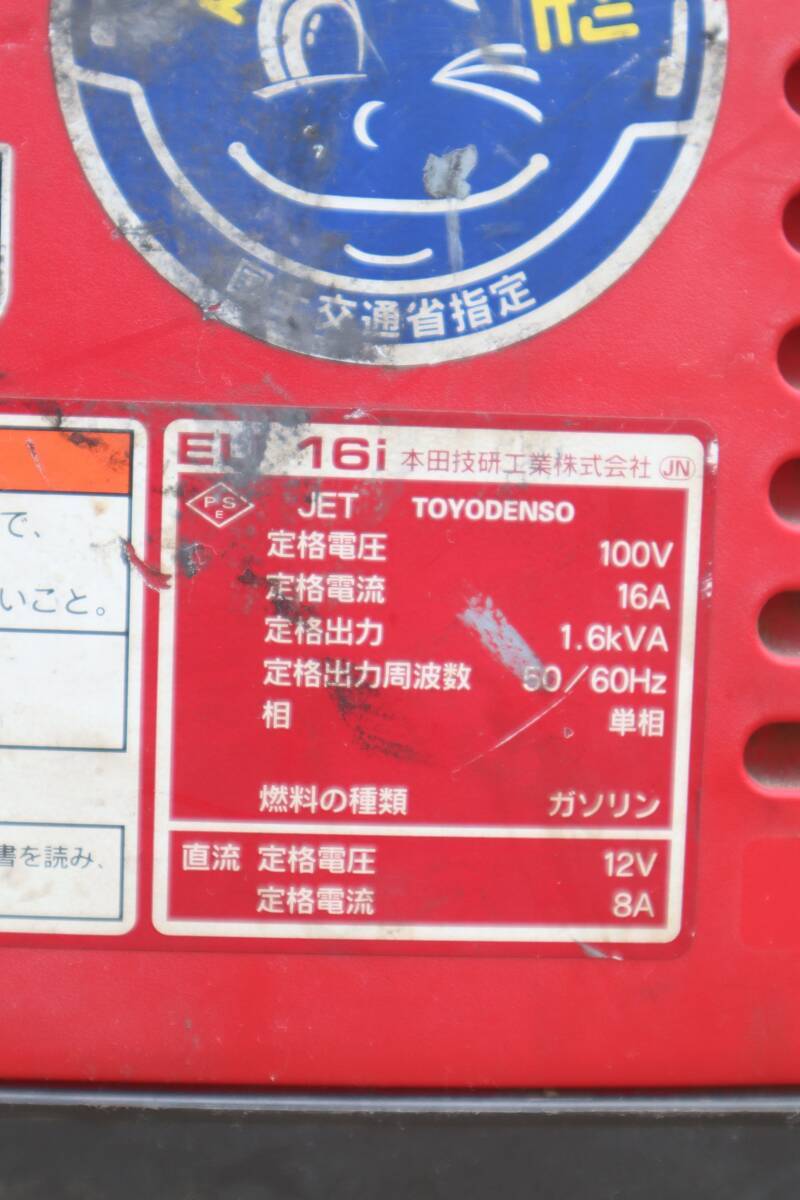 交通省指定
で、
いこと。
書を読み、
EU 16i 本田技研工業株式会社 JN
PS
E
JET TOYODENSO
定格電圧 100V
定格電流 16A
定格出力 1.6kVA
定格出力周波数 50/60Hz
相 単相
燃料の種類 ガソリン
直流 定格電圧 12V
定格電流 8A